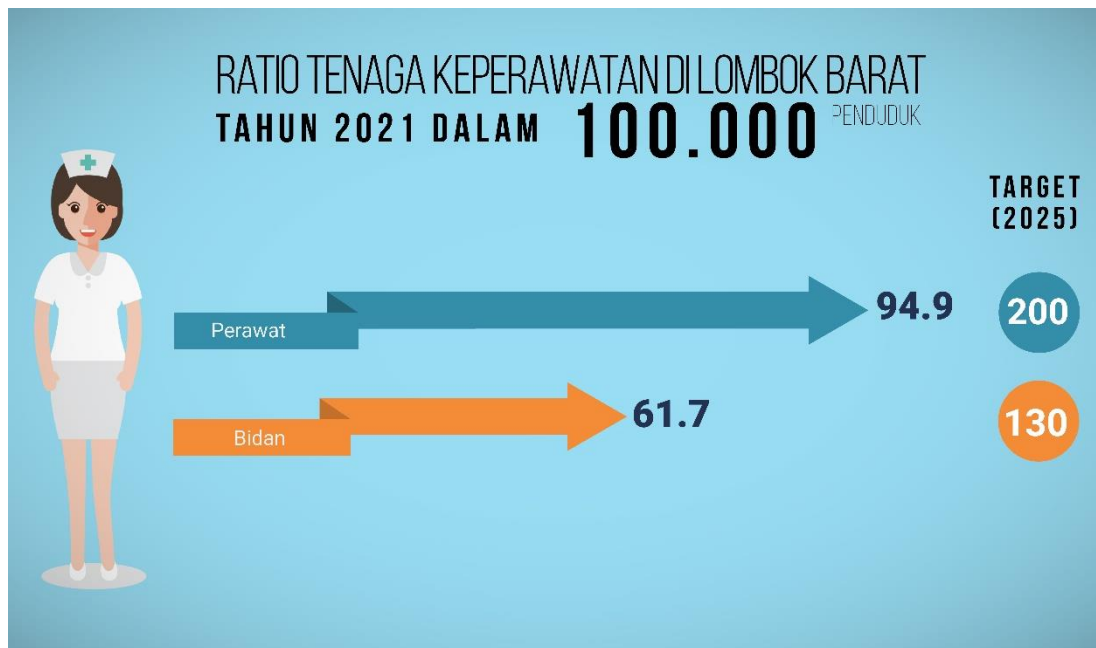 RATIO TENAGA KEPERAWATAN DI LOMBOK BARAT
TAHUN 2021 DALAM 100.000 PENDUDUK
TARGET
(2025)
Perawat 94.9 200
Bidan 61.7 130